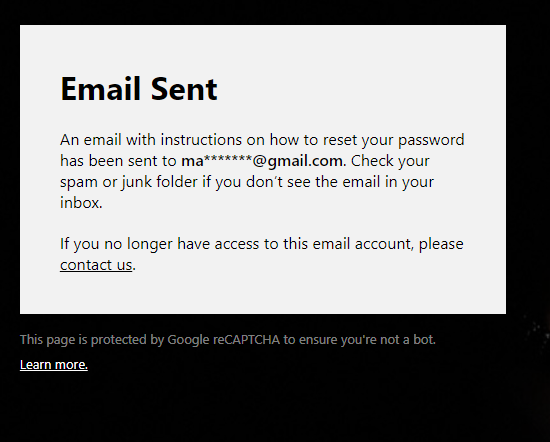 Email Sent
An email with instructions on how to reset your password
has been sent to ma*******@gmail.com. Check your
spam or junk folder if you don’t see the email in your
inbox.
If you no longer have access to this email account, please
contact us.
This page is protected by Google reCAPTCHA to ensure you're not a bot.
Learn more.